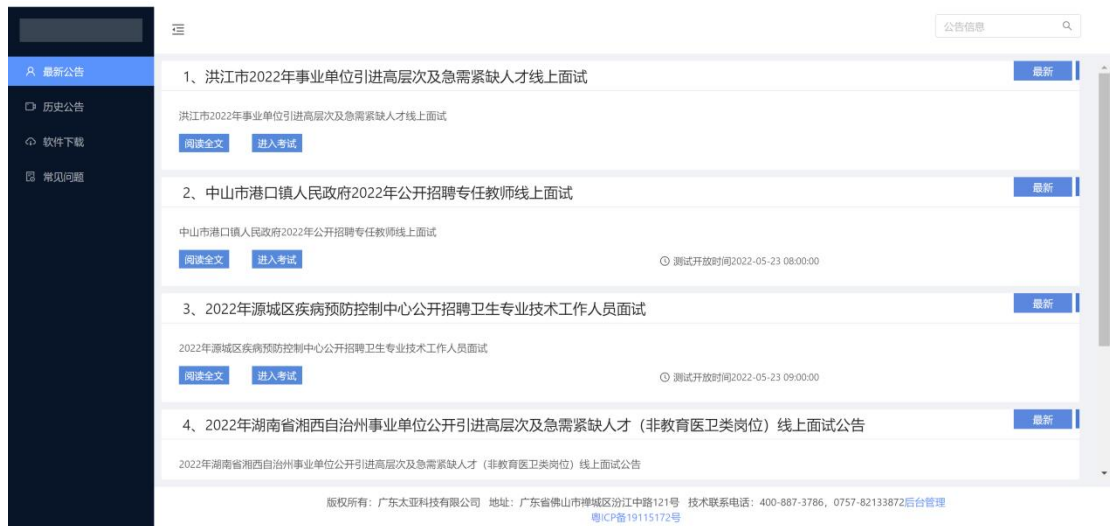 公告信息
最新公告
历史公告
软件下载
常见问题
1、洪江市2022年事业单位引进高层次及急需紧缺人才线上面试
最新
洪江市2022年事业单位引进高层次及急需紧缺人才线上面试
阅读全文 进入考试
2、中山市港口镇人民政府2022年公开招聘专任教师线上面试
最新
中山市港口镇人民政府2022年公开招聘专任教师线上面试
阅读全文 进入考试 测试开放时间2022-05-23 08:00:00
3、2022年源城区疾病预防控制中心公开招聘卫生专业技术工作人员面试
最新
2022年源城区疾病预防控制中心公开招聘卫生专业技术工作人员面试
阅读全文 进入考试 测试开放时间2022-05-23 09:00:00
4、2022年湖南省湘西自治州事业单位公开引进高层次及急需紧缺人才（非教育医卫类岗位）线上面试公告
最新
2022年湖南省湘西自治州事业单位公开引进高层次及急需紧缺人才（非教育医卫类岗位）线上面试公告
版权所有：广东太亚科技有限公司 地址：广东省佛山市禅城区汾江中路121号 技术联系电话：400-887-3786，0757-82133872后台管理
粤ICP备19115172号